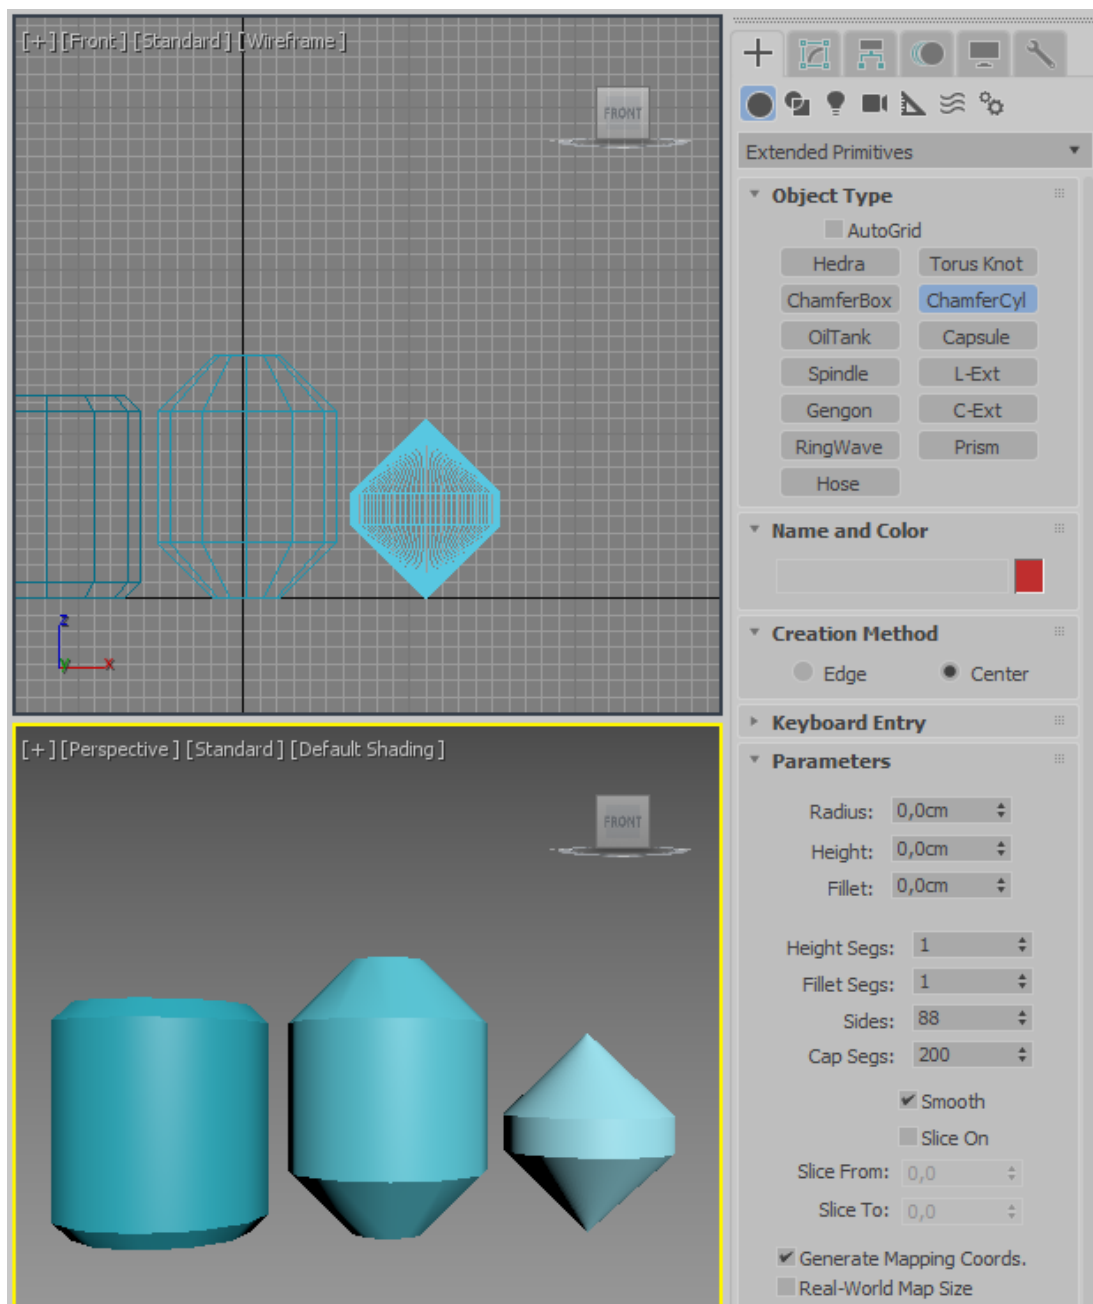 [+] [Front] [Standard] [Wireframe]
FRONT
z
y
x
[+] [Perspective] [Standard] [Default Shading]
FRONT
Extended Primitives
Object Type
AutoGrid
Hedra Torus Knot
ChamferBox ChamferCyl
OilTank Capsule
Spindle L-Ext
Gengon C-Ext
RingWave Prism
Hose
Name and Color
Creation Method
Edge Center
Keyboard Entry
Parameters
Radius: 0,0cm
Height: 0,0cm
Fillet: 0,0cm
Height Segs: 1
Fillet Segs: 1
Sides: 88
Cap Segs: 200
Smooth
Slice On
Slice From: 0,0
Slice To: 0,0
Generate Mapping Coords.
Real-World Map Size